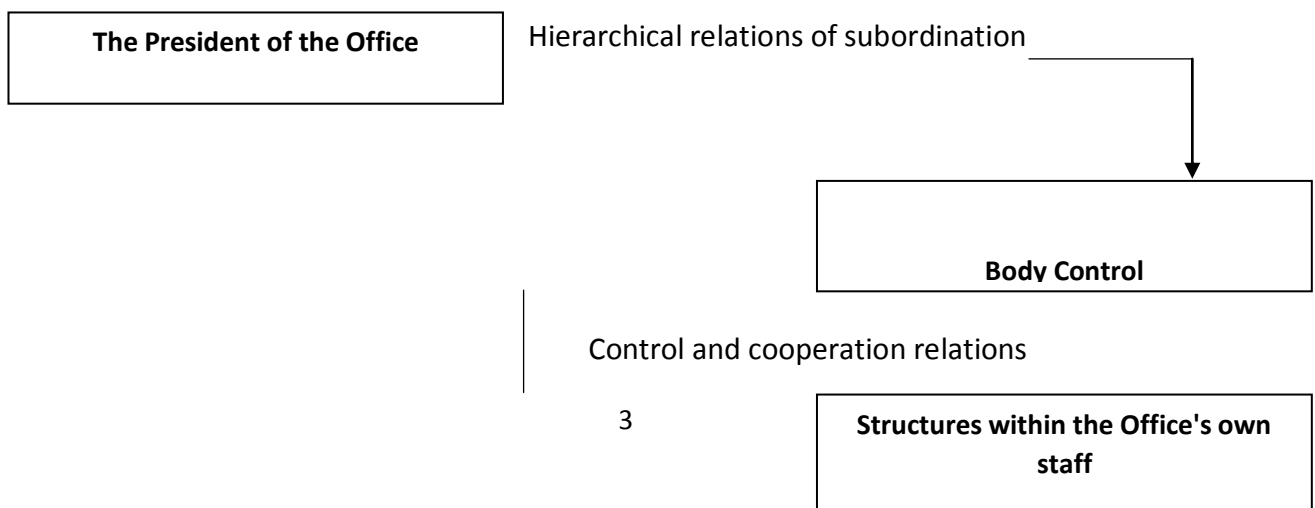 The President of the Office
Hierarchical relations of subordination
Body Control
Control and cooperation relations
3
Structures within the Office's own
staff